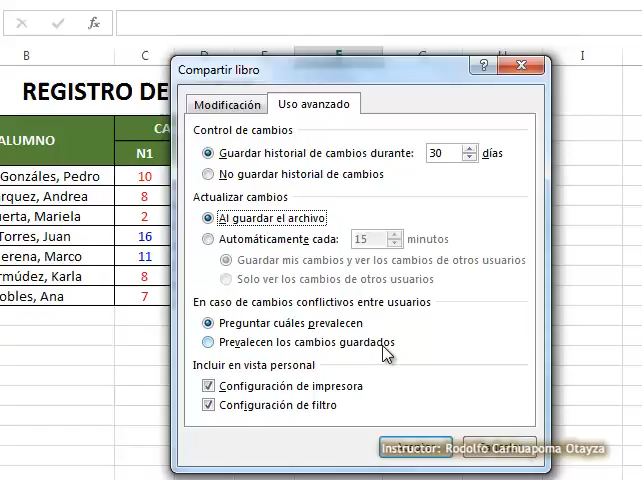 fx
B
C
I
REGISTRO DE
ALUMNO
CA
N1
Gonzáles, Pedro
10
rquez, Andrea
8
uerta, Mariela
2
Torres, Juan
16
erena, Marco
11
rmúdez, Karla
8
obles, Ana
7
Compartir libro
?
Modificación
Uso avanzado
Control de cambios
Guardar historial de cambios durante: 30 días
No guardar historial de cambios
Actualizar cambios
Al guardar el archivo
Automáticamente cada: 15 minutos
Guardar mis cambios y ver los cambios de otros usuarios
Solo ver los cambios de otros usuarios
En caso de cambios conflictivos entre usuarios
Preguntar cuáles prevalecen
Prevalecen los cambios guardados
Incluir en vista personal
Configuración de impresora
Configuración de filtro
Instructor: Rodolfo Carhuapoma Otayza